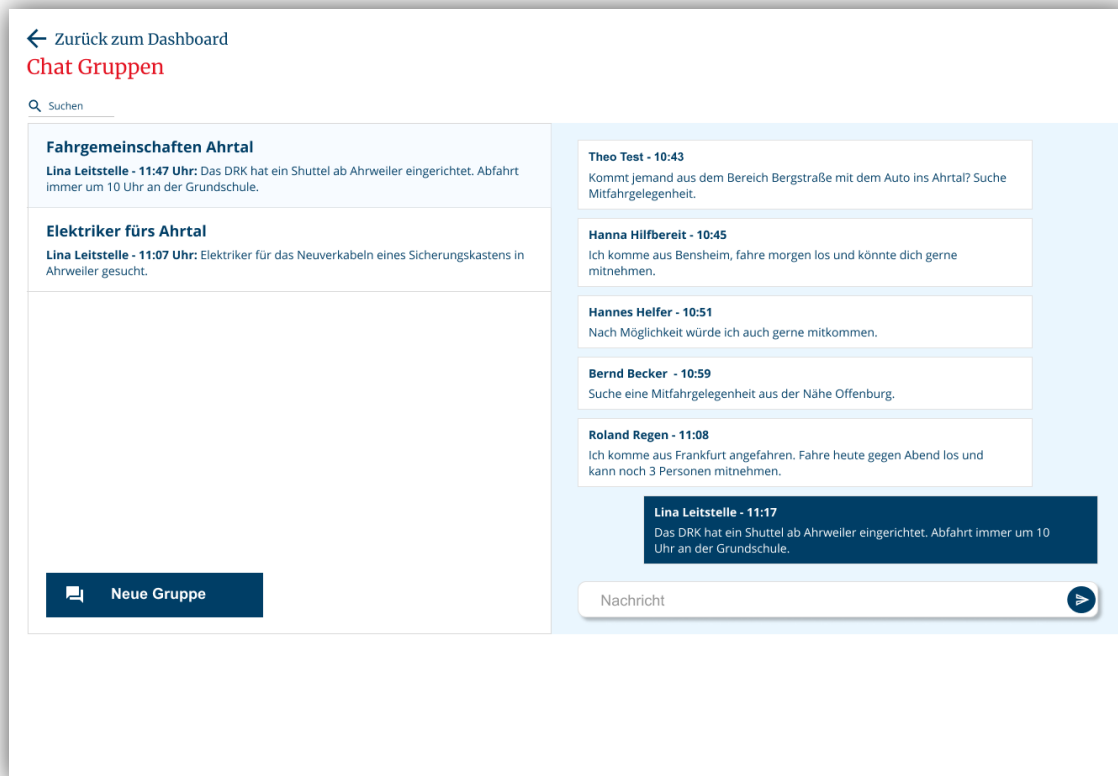 Zurück zum Dashboard
Chat Gruppen
Suchen
Fahrgemeinschaften Ahrtal
Lina Leitstelle - 11:47 Uhr: Das DRK hat ein Shuttel ab Ahrweiler eingerichtet. Abfahrt
immer um 10 Uhr an der Grundschule.
Elektriker fürs Ahrtal
Lina Leitstelle - 11:07 Uhr: Elektriker für das Neuverkabeln eines Sicherungskastens in
Ahrweiler gesucht.
Neue Gruppe
Theo Test - 10:43
Kommt jemand aus dem Bereich Bergstraße mit dem Auto ins Ahrtal? Suche
Mitfahrgelegenheit.
Hanna Hilfbereit - 10:45
Ich komme aus Bensheim, fahre morgen los und könnte dich gerne
mitnehmen.
Hannes Helfer - 10:51
Nach Möglichkeit würde ich auch gerne mitkommen.
Bernd Becker - 10:59
Suche eine Mitfahrgelegenheit aus der Nähe Offenburg.
Roland Regen - 11:08
Ich komme aus Frankfurt angefahren. Fahre heute gegen Abend los und
kann noch 3 Personen mitnehmen.
Lina Leitstelle - 11:17
Das DRK hat ein Shuttel ab Ahrweiler eingerichtet. Abfahrt immer um 10
Uhr an der Grundschule.
Nachricht